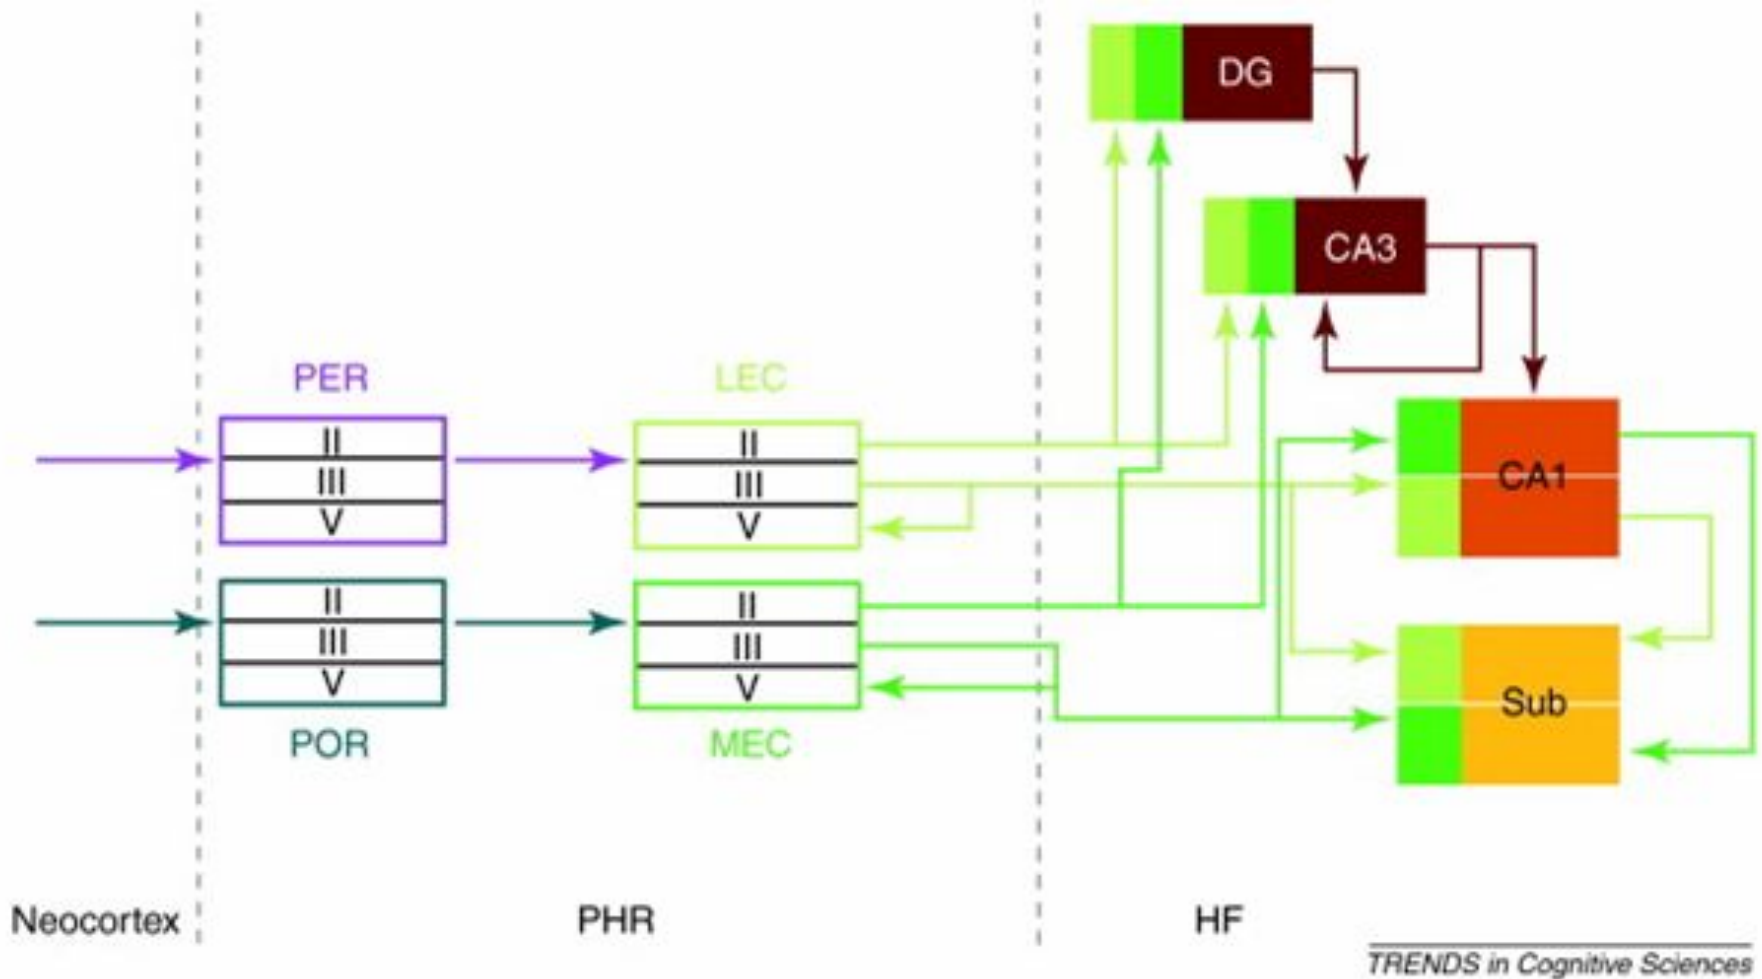 DG
CA3
PER
LEC
II
III
V
II
III
V
CA1
II
III
V
II
III
V
Sub
POR
MEC
Neocortex
PHR
HF
TRENDS in Cognitive Sciences